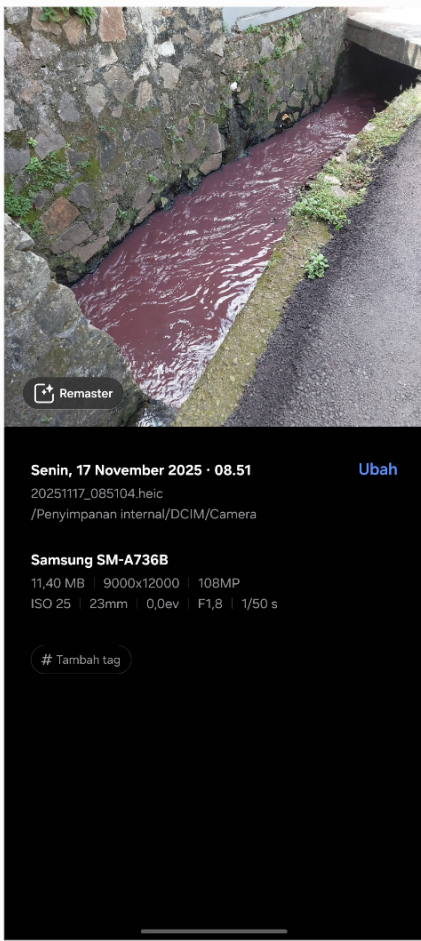 Remaster
Senin, 17 November 2025 · 08.51
Ubah
20251117_085104.heic
/Penyimpanan internal/DCIM/Camera
Samsung SM-A736B
11,40 MB | 9000x12000 | 108MP
ISO 25 | 23mm | 0,0ev | F1,8 | 1/50 s
# Tambah tag